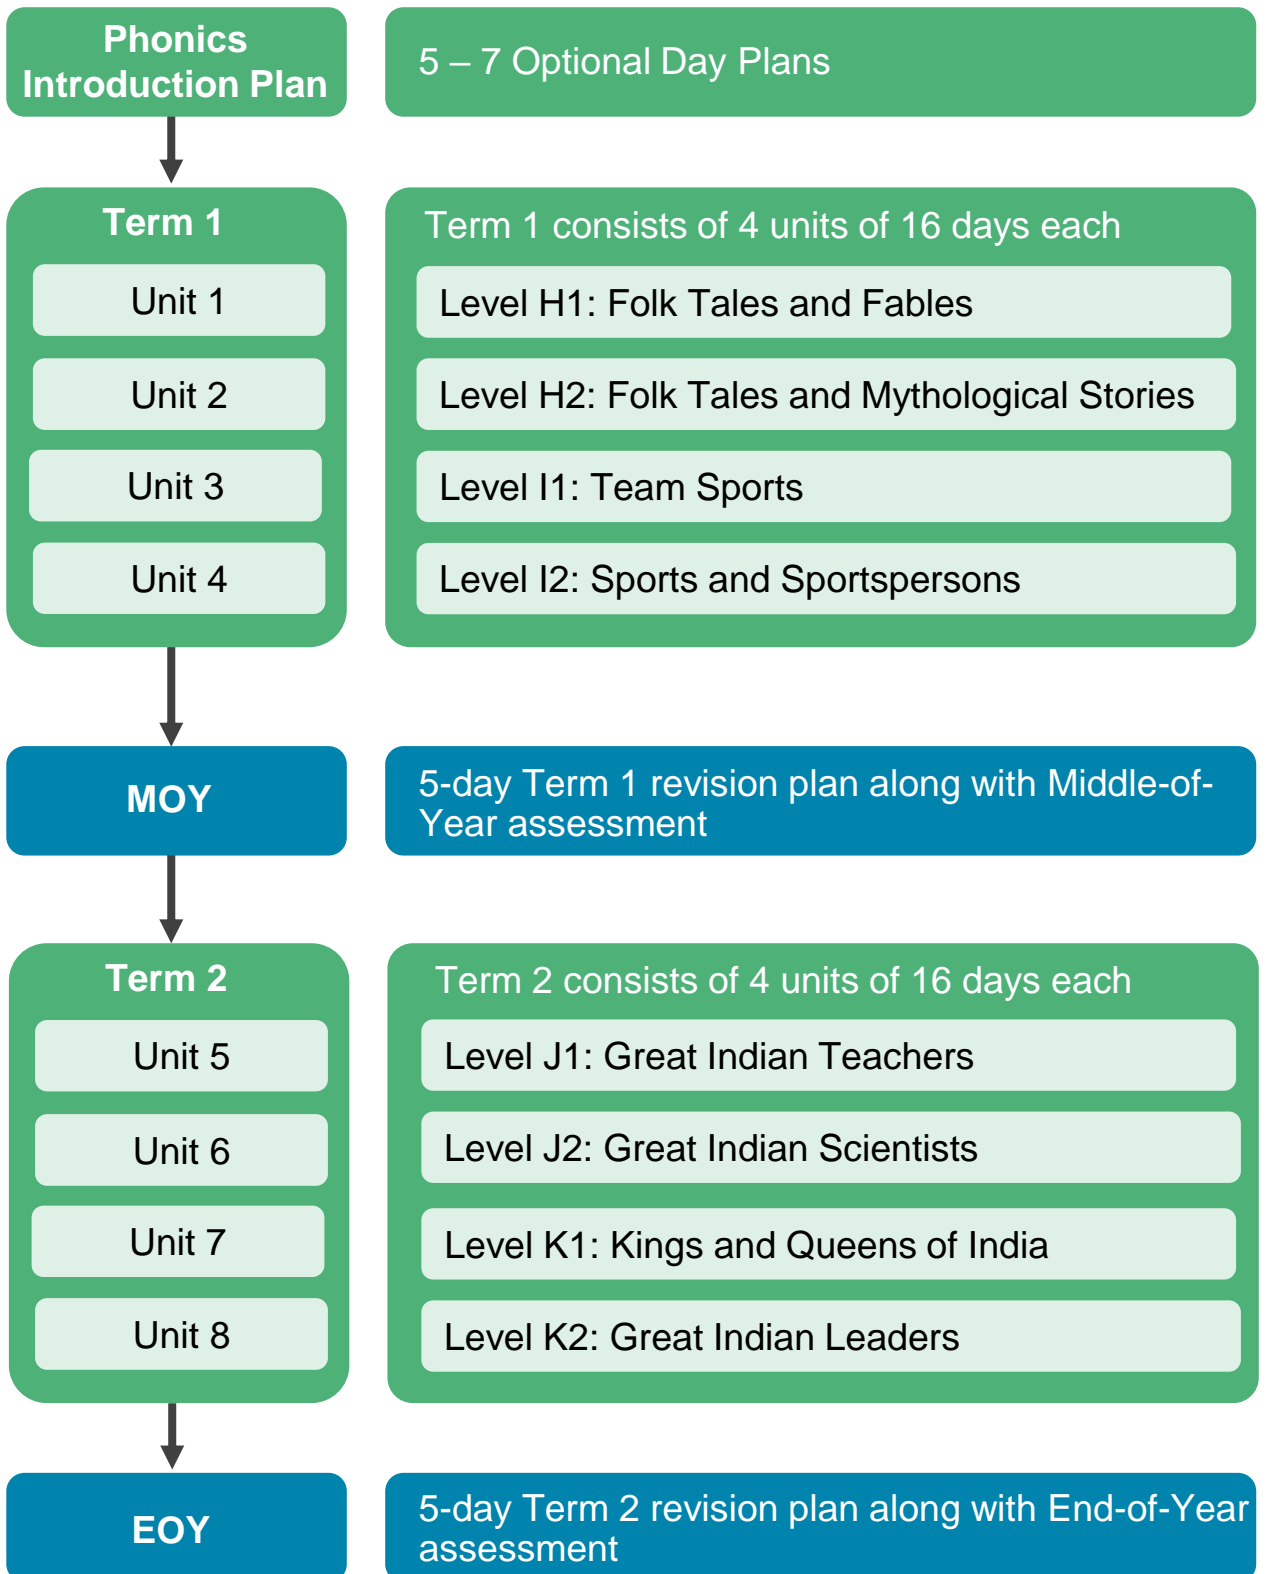 Phonics
Introduction Plan
5 – 7 Optional Day Plans
Term 1
Term 1 consists of 4 units of 16 days each
Unit 1
Level H1: Folk Tales and Fables
Unit 2
Level H2: Folk Tales and Mythological Stories
Unit 3
Level I1: Team Sports
Unit 4
Level I2: Sports and Sportspersons
MOY
5-day Term 1 revision plan along with Middle-of-
Year assessment
Term 2
Term 2 consists of 4 units of 16 days each
Unit 5
Level J1: Great Indian Teachers
Unit 6
Level J2: Great Indian Scientists
Unit 7
Level K1: Kings and Queens of India
Unit 8
Level K2: Great Indian Leaders
EOY
5-day Term 2 revision plan along with End-of-Year
assessment